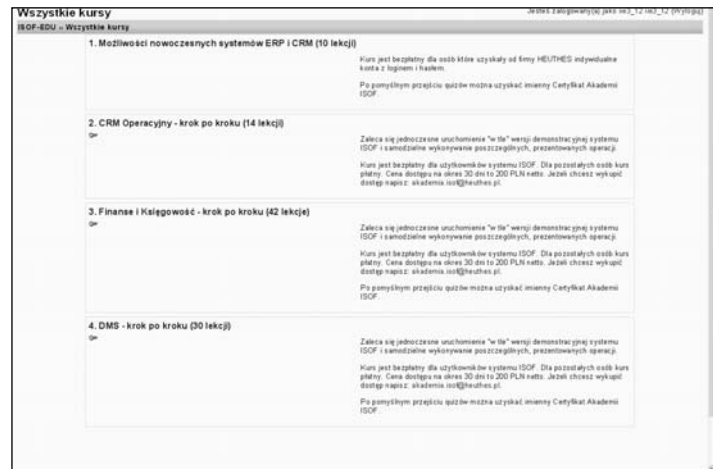 Wszystkie kursy
Jesteś zalogowany(a) jako lie3_12 lie3_12 (Wyloguj)
ISOF-EDU » Wszystkie kursy
1. Możliwości nowoczesnych systemów ERP i CRM (10 lekcji)
Kurs jest bezpłatny dla osób które uzyskały od firmy HEUTHES indywidualne
konta z loginem i hasłem.
Po pomyślnym przejściu quizów można uzyskać imienny Certyfikat Akademii
ISOF.
2. CRM Operacyjny - krok po kroku (14 lekcji)
Zaleca się jednoczesne uruchomienie "w tle" wersji demonstracyjnej systemu
ISOF i samodzielne wykonywanie poszczególnych, prezentowanych operacji.
Kurs jest bezpłatny dla użytkowników systemu ISOF. Dla pozostałych osób kurs
płatny. Cena dostępu na okres 30 dni to 200 PLN netto. Jeżeli chcesz wykupić
dostęp napisz: akademia.isof@heuthes.pl.
3. Finanse i Księgowość - krok po kroku (42 lekcje)
Zaleca się jednoczesne uruchomienie "w tle" wersji demonstracyjnej systemu
ISOF i samodzielne wykonywanie poszczególnych, prezentowanych operacji.
Kurs jest bezpłatny dla użytkowników systemu ISOF. Dla pozostałych osób kurs
płatny. Cena dostępu na okres 30 dni to 200 PLN netto. Jeżeli chcesz wykupić
dostęp napisz: akademia.isof@heuthes.pl.
Po pomyślnym przejściu quizów można uzyskać imienny Certyfikat Akademii
ISOF.
4. DMS - krok po kroku (30 lekcji)
Zaleca się jednoczesne uruchomienie "w tle" wersji demonstracyjnej systemu
ISOF i samodzielne wykonywanie poszczególnych, prezentowanych operacji.
Kurs jest bezpłatny dla użytkowników systemu ISOF. Dla pozostałych osób kurs
płatny. Cena dostępu na okres 30 dni to 200 PLN netto. Jeżeli chcesz wykupić
dostęp napisz: akademia.isof@heuthes.pl.
Po pomyślnym przejściu quizów można uzyskać imienny Certyfikat Akademii
ISOF.